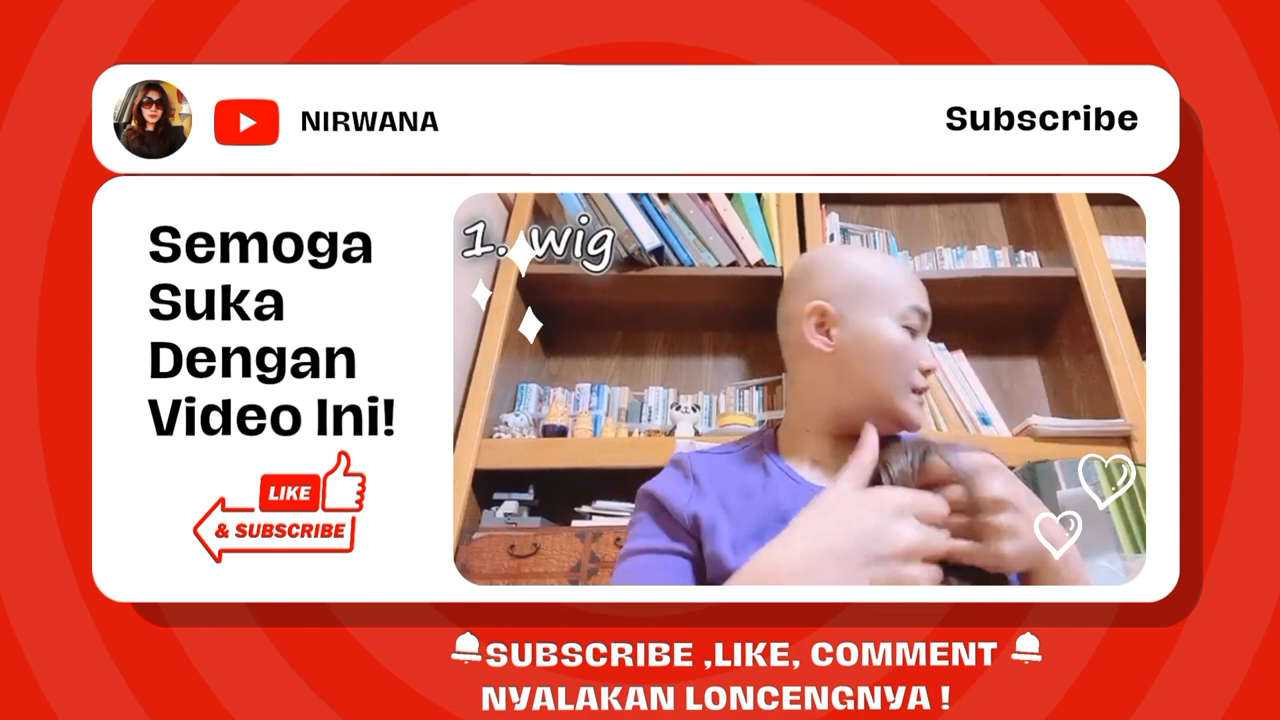 NIRWANA
Subscribe
Semoga
Suka
Dengan
Video Ini!
LIKE
& SUBSCRIBE
1. wig
SUBSCRIBE ,LIKE, COMMENT
NYALAKAN LONCENGNYA !